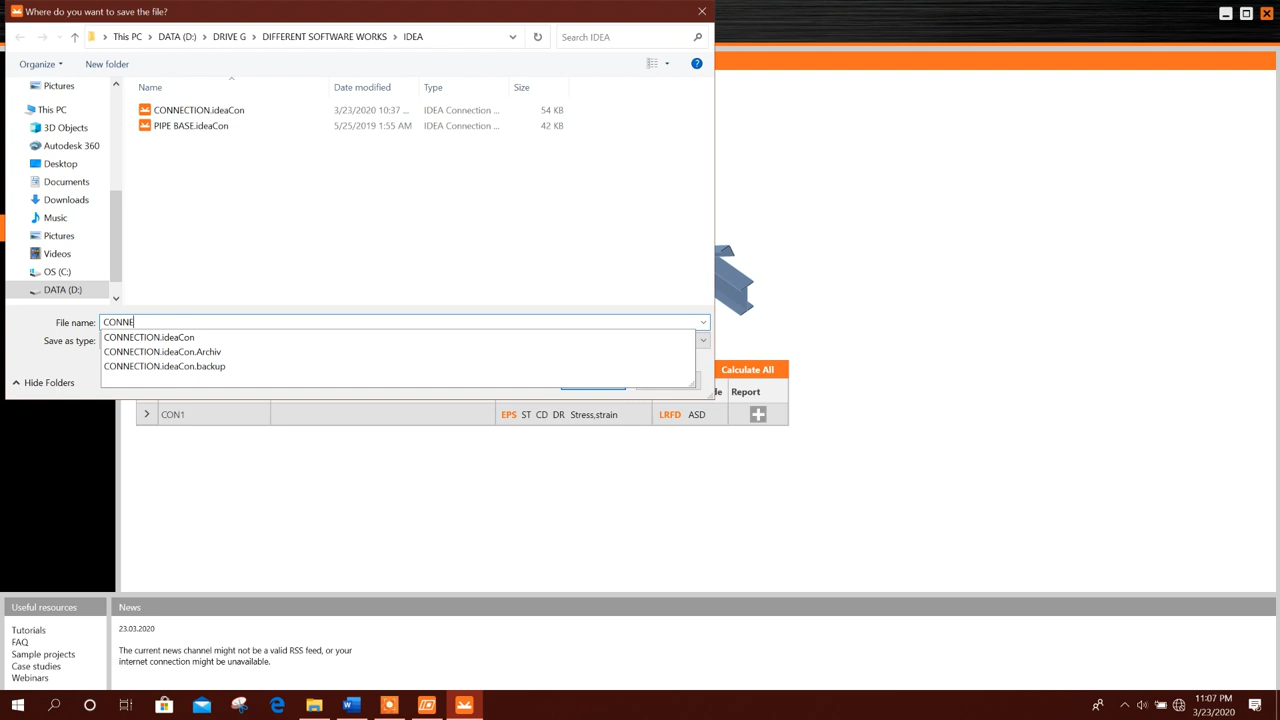 Where do you want to save the file?
This PC > DATA (D:) > DRIVE G > DIFFERENT SOFTWARE WORKS > IDEA
Search IDEA
Organize
New folder
Name
Date modified
Type
Size
Pictures
This PC
3D Objects
Autodesk 360
Desktop
Documents
Downloads
Music
Pictures
Videos
OS (C:)
DATA (D:)
CONNECTION.ideaCon 3/23/2020 10:37 ... IDEA Connection ... 54 KB
PIPE BASE.ideaCon 5/25/2019 1:55 AM IDEA Connection ... 42 KB
File name: CONNE
CONNECTION.ideaCon
Save as type:
CONNECTION.ideaCon.Archiv
CONNECTION.ideaCon.backup
Hide Folders
Calculate All
Report
CON1 EPS ST CD DR Stress,strain LRFD ASD
Useful resources
Tutorials
FAQ
Sample projects
Case studies
Webinars
News
23.03.2020
The current news channel might not be a valid RSS feed, or your
internet connection might be unavailable.
11:07 PM
3/23/2020